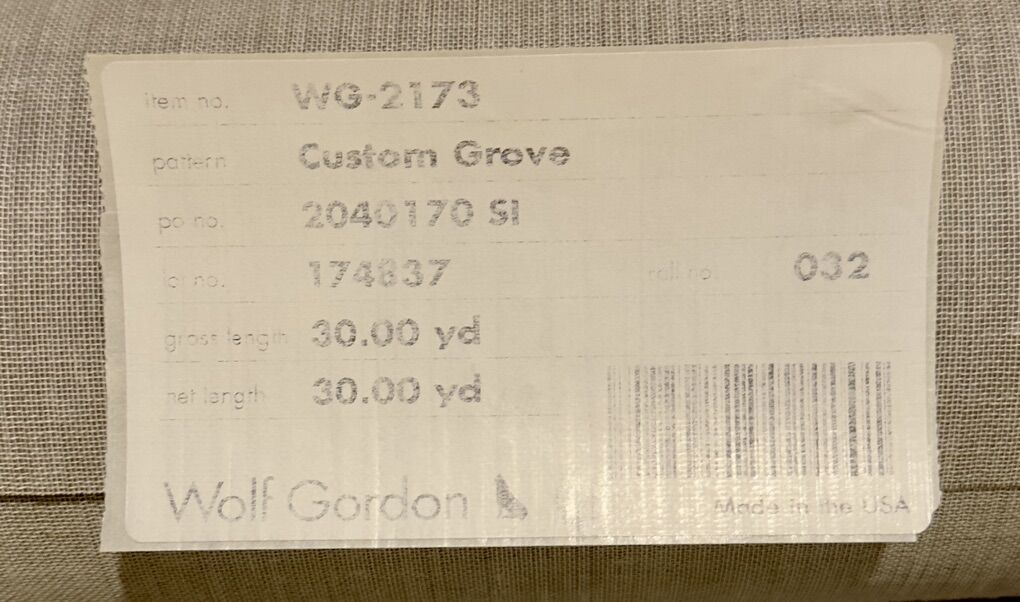 item no. WG-2173
pattern Custom Grove
po no. 2040170 SI
lot no. 174837 roll no. 032
gross length 30.00 yd
net length 30.00 yd
Wolf Gordon
Made in the USA